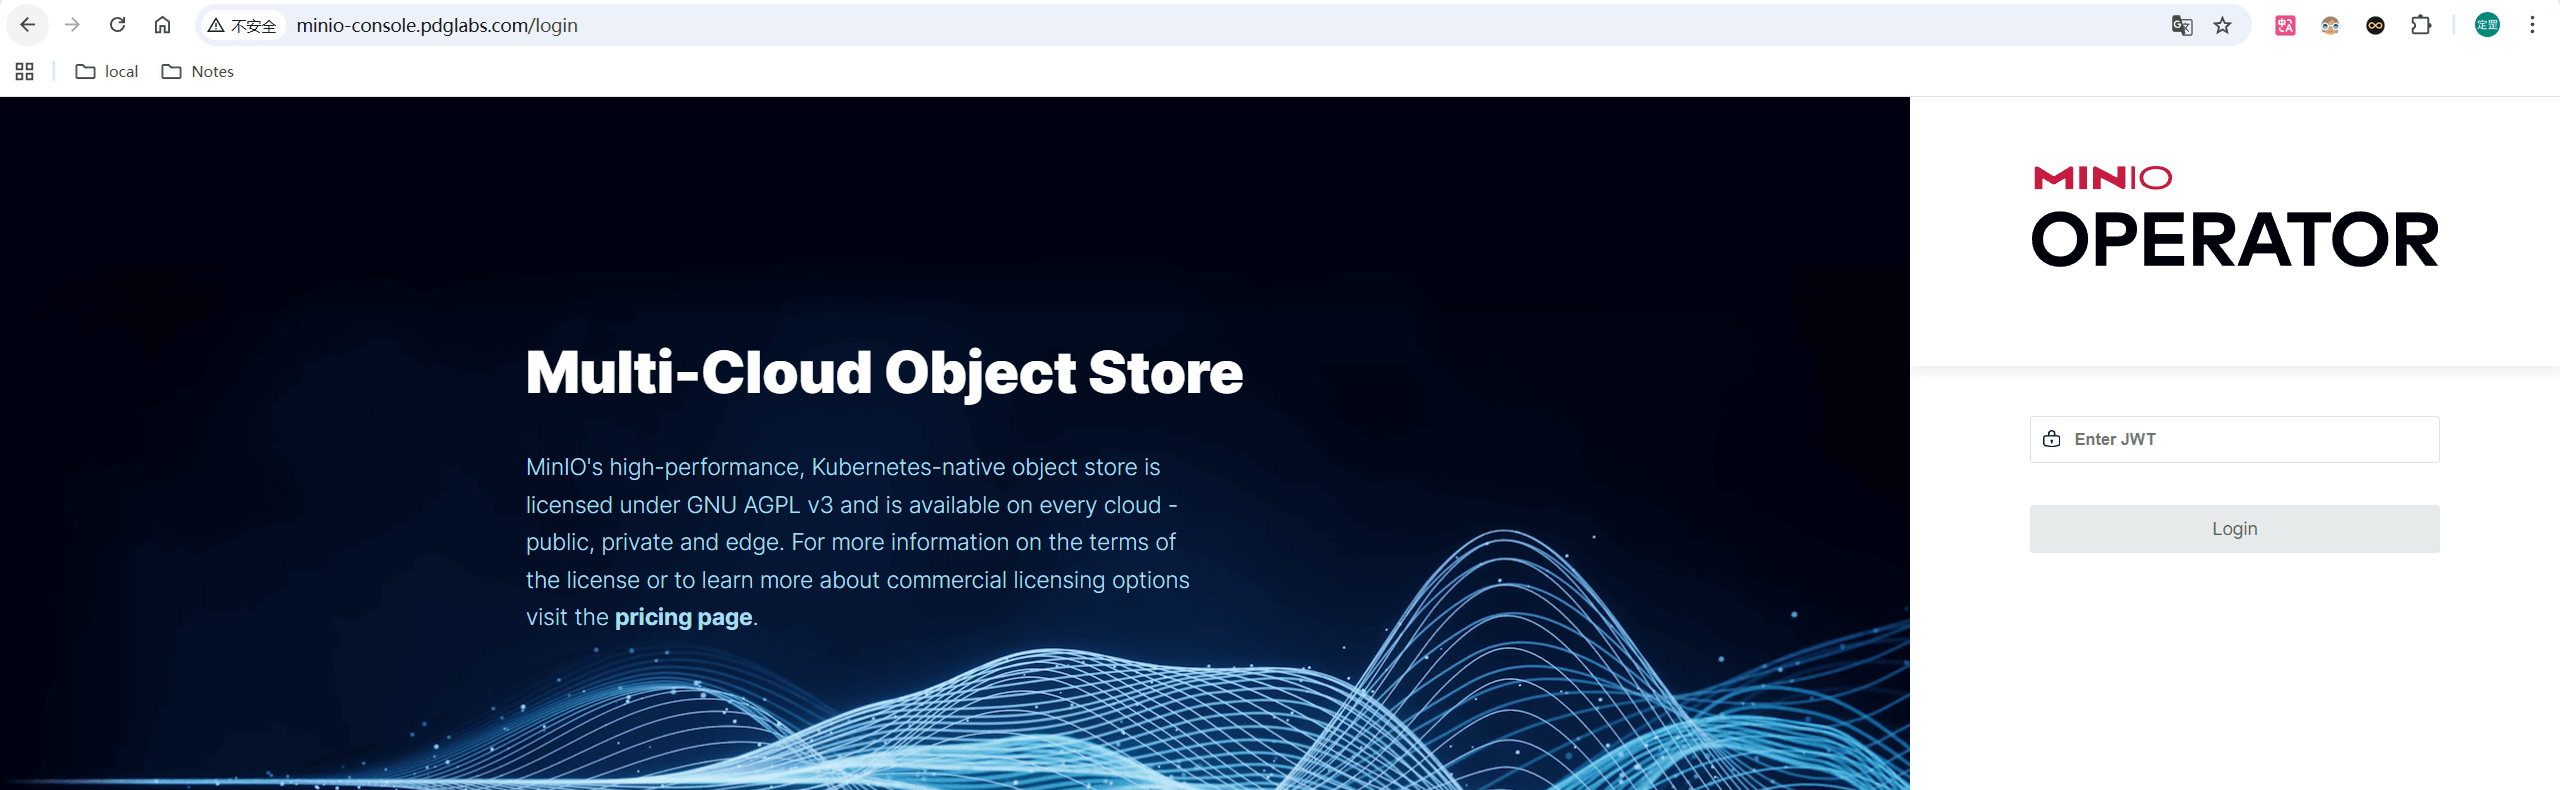 不安全 minio-console.pdglabs.com/login
定罡
local Notes
MINIO
OPERATOR
Multi-Cloud Object Store
MinIO's high-performance, Kubernetes-native object store is
licensed under GNU AGPL v3 and is available on every cloud -
public, private and edge. For more information on the terms of
the license or to learn more about commercial licensing options
visit the pricing page.
Enter JWT
Login